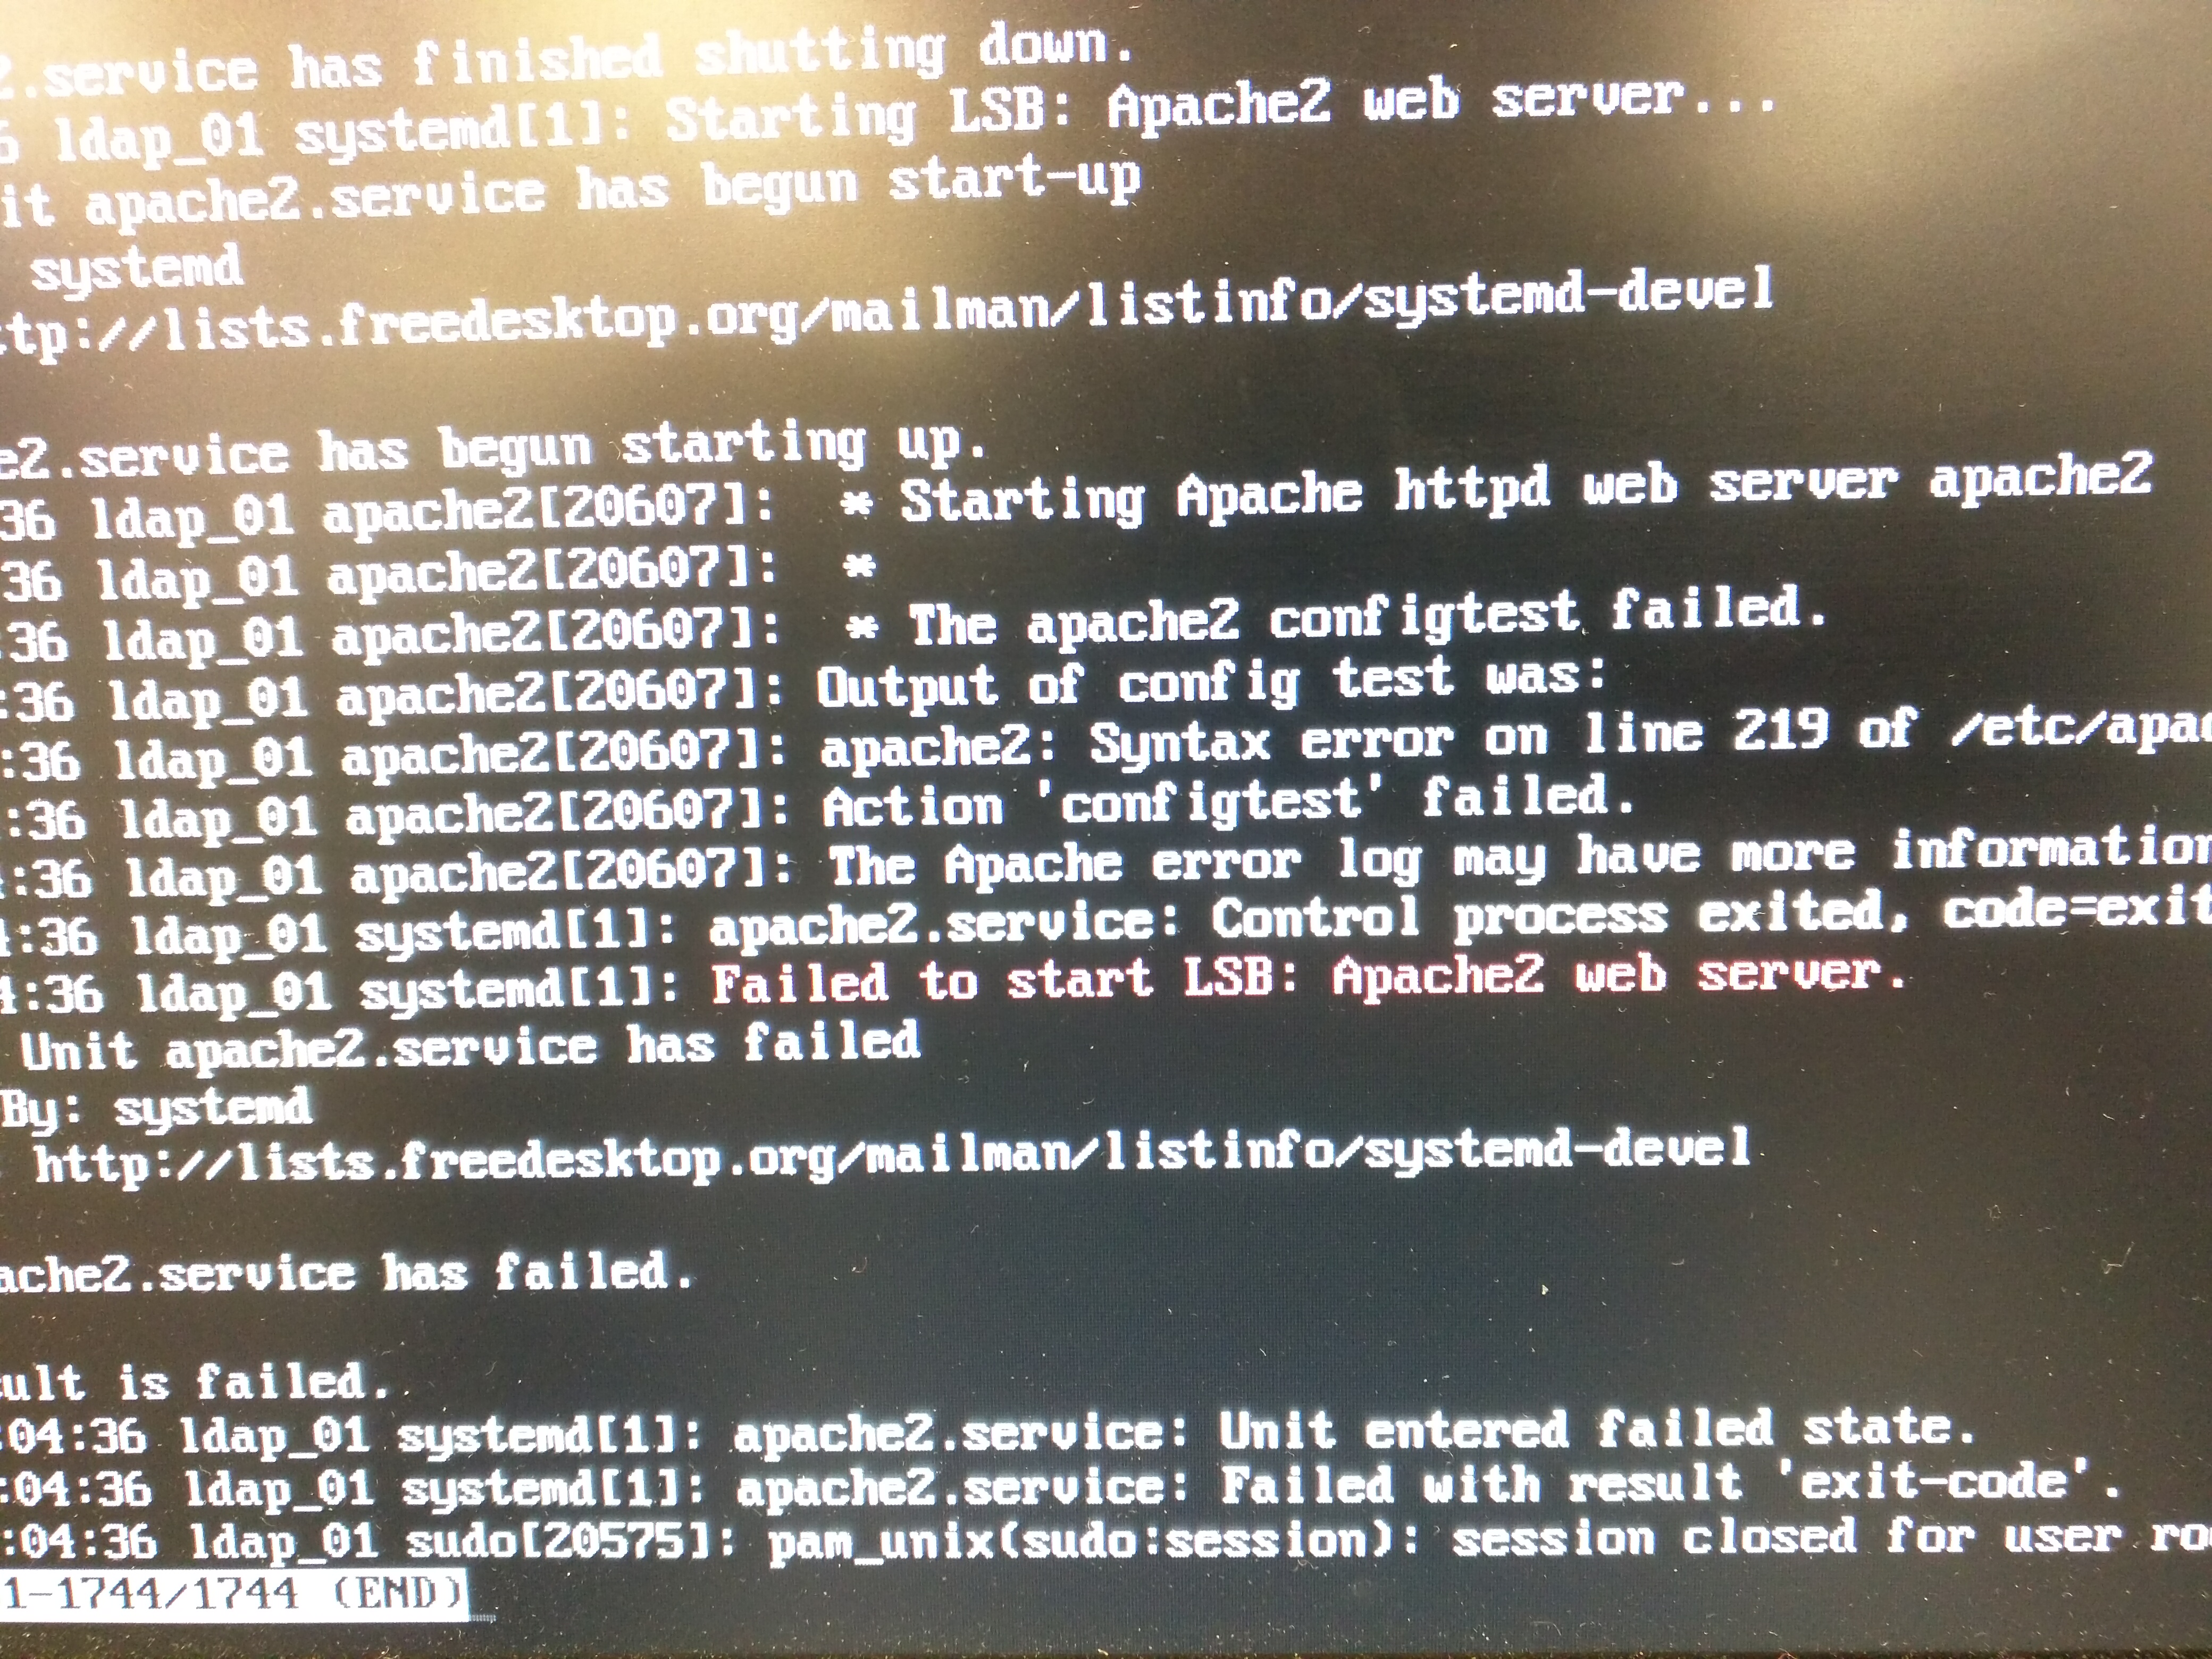 2.service has finished shutting down.
6 ldap_01 systemd[1]: Starting LSB: Apache2 web server...
it apache2.service has begun start-up
systemd
tp://lists.freedesktop.org/mailman/listinfo/systemd-devel
e2.service has begun starting up.
36 ldap_01 apache2[20607]:  * Starting Apache httpd web server apache2
36 ldap_01 apache2[20607]:  *
:36 ldap_01 apache2[20607]:  * The apache2 configtest failed.
:36 ldap_01 apache2[20607]: Output of config test was:
:36 ldap_01 apache2[20607]: apache2: Syntax error on line 219 of /etc/apac
:36 ldap_01 apache2[20607]: Action 'configtest' failed.
4:36 ldap_01 apache2[20607]: The Apache error log may have more information
4:36 ldap_01 systemd[1]: apache2.service: Control process exited, code=exit
4:36 ldap_01 systemd[1]: Failed to start LSB: Apache2 web server.
Unit apache2.service has failed
By: systemd
http://lists.freedesktop.org/mailman/listinfo/systemd-devel
ache2.service has failed.
ult is failed.
:04:36 ldap_01 systemd[1]: apache2.service: Unit entered failed state.
:04:36 ldap_01 systemd[1]: apache2.service: Failed with result 'exit-code'.
:04:36 ldap_01 sudo[20575]: pam_unix(sudo:session): session closed for user ro
1-1744/1744 (END)